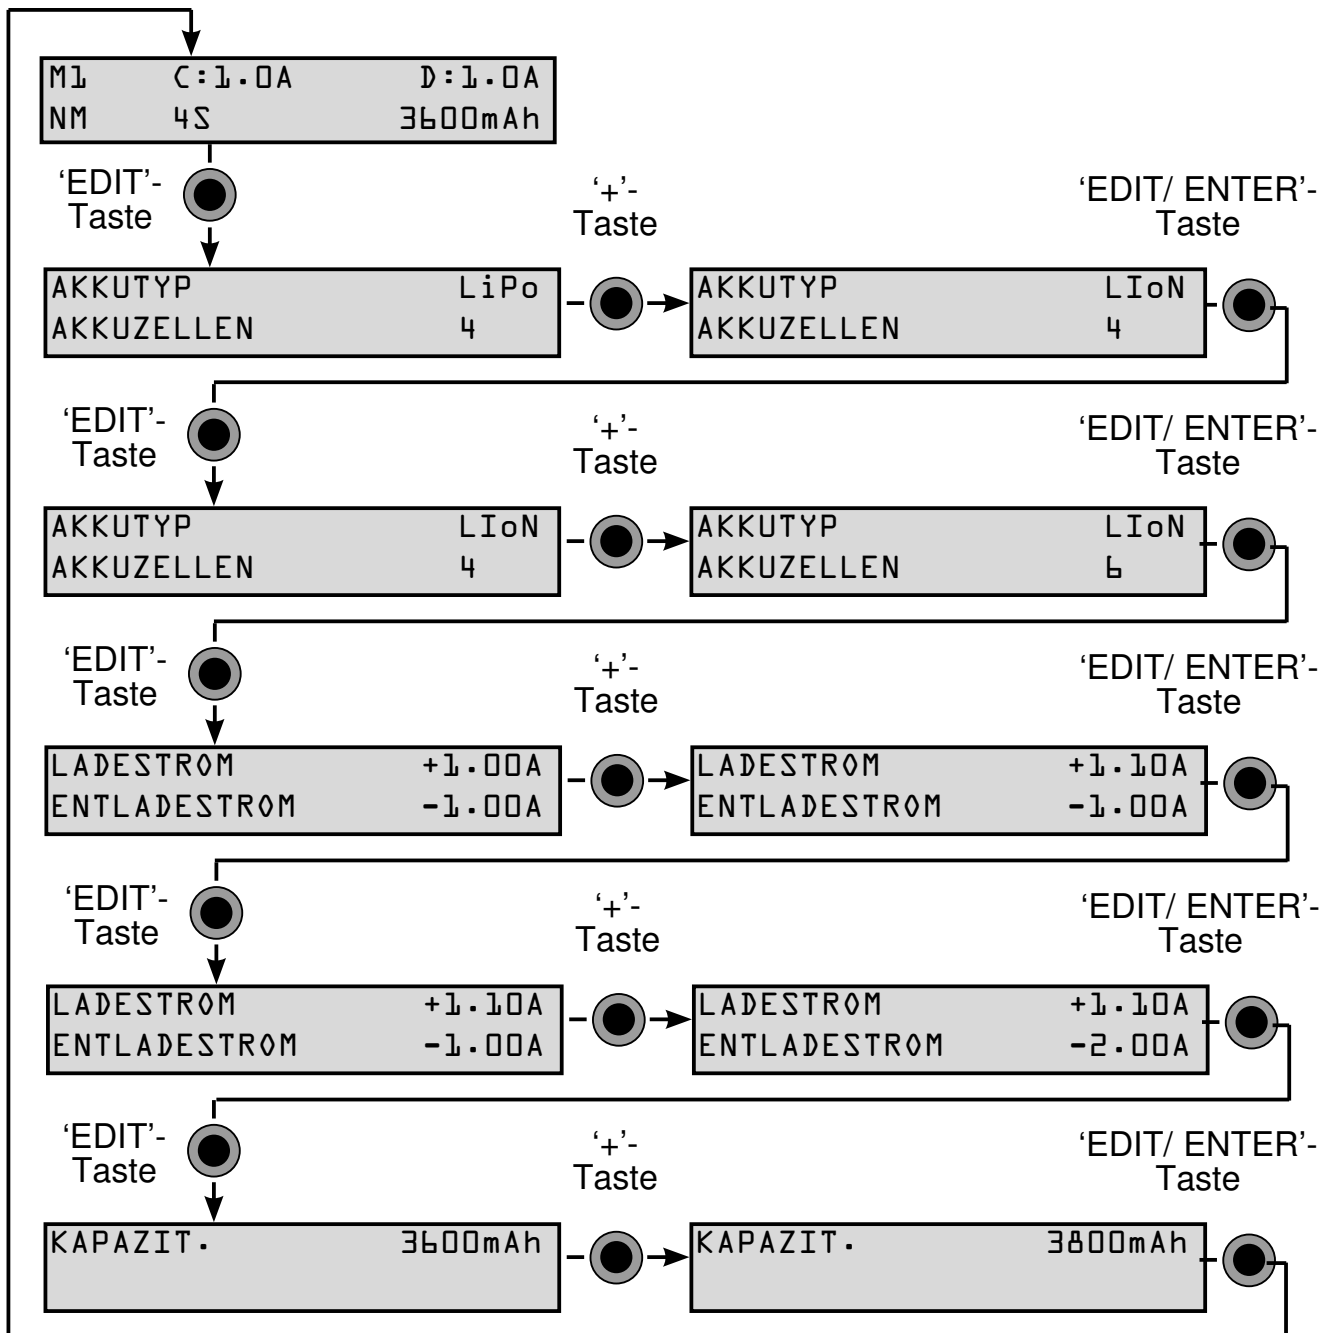 M1 C:1.0A D:1.0A
NM 4S 3600mAh
‘EDIT’-
Taste
‘+’-
Taste
‘EDIT/ ENTER’-
Taste
AKKUTYP LiPo
AKKUZELLEN 4
AKKUTYP LIoN
AKKUZELLEN 4
‘EDIT’-
Taste
‘+’-
Taste
‘EDIT/ ENTER’-
Taste
AKKUTYP LIoN
AKKUZELLEN 4
AKKUTYP LIoN
AKKUZELLEN 6
‘EDIT’-
Taste
‘+’-
Taste
‘EDIT/ ENTER’-
Taste
LADESTROM +1.00A
ENTLADESTROM -1.00A
LADESTROM +1.10A
ENTLADESTROM -1.00A
‘EDIT’-
Taste
‘+’-
Taste
‘EDIT/ ENTER’-
Taste
LADESTROM +1.10A
ENTLADESTROM -1.00A
LADESTROM +1.10A
ENTLADESTROM -2.00A
‘EDIT’-
Taste
‘+’-
Taste
‘EDIT/ ENTER’-
Taste
KAPAZIT. 3600mAh
KAPAZIT. 3800mAh